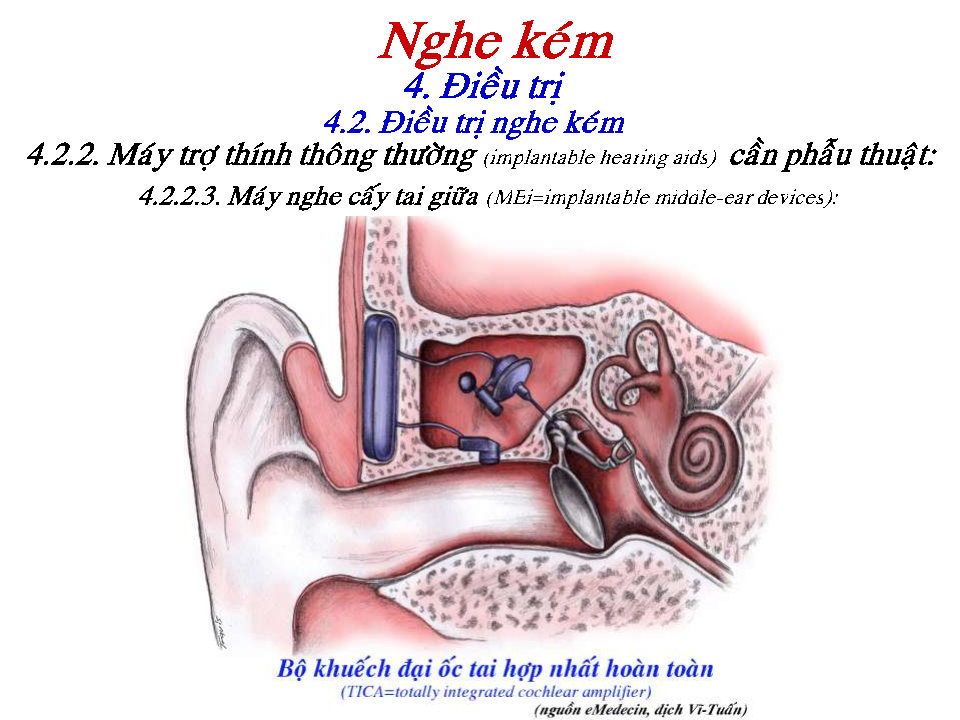 Nghe kém
4. Điều trị
4.2. Điều trị nghe kém
4.2.2. Máy trợ thính thông thường (implantable hearing aids) cần phẫu thuật:
4.2.2.3. Máy nghe cấy tai giữa (MEi=implantable middle-ear devices):
Bộ khuếch đại ốc tai hợp nhất hoàn toàn
(TICA=totally integrated cochlear amplifier)
(nguồn eMedecin, dịch Vĩ-Tuấn)